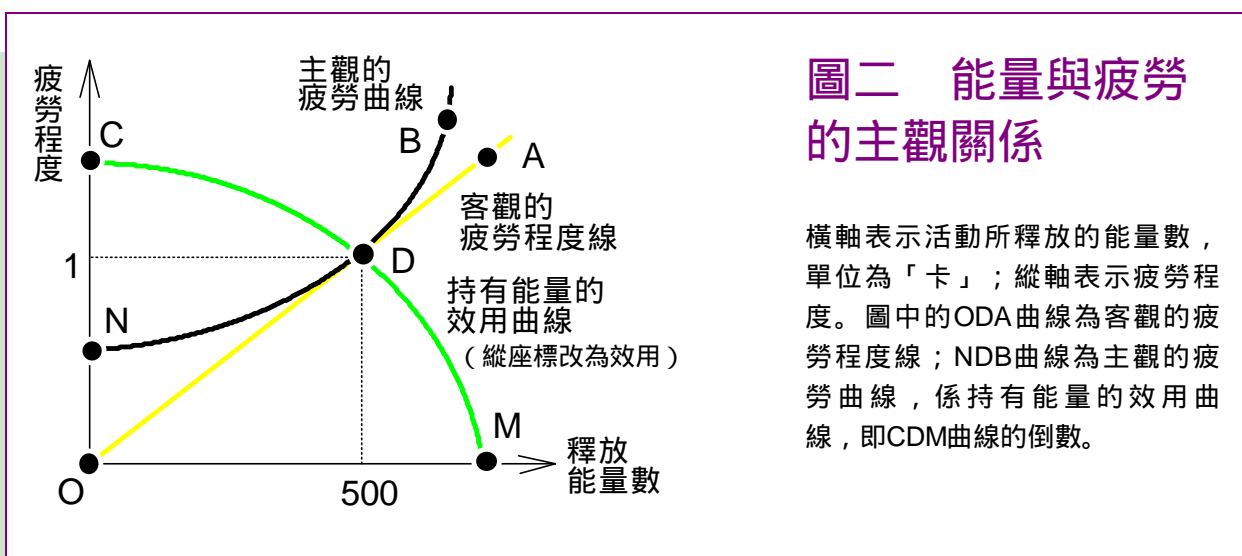 疲勞程度
主觀的
疲勞曲線
C
B
A
客觀的
疲勞程度線
1
D
N
持有能量的
效用曲線
（縱座標改為效用）
M
釋放
能量數
O
500
圖二　能量與疲勞
的主觀關係
橫軸表示活動所釋放的能量數，
單位為「卡」；縱軸表示疲勞程
度。圖中的ODA曲線為客觀的疲
勞程度線；NDB曲線為主觀的疲
勞曲線，係持有能量的效用曲
線，即CDM曲線的倒數。